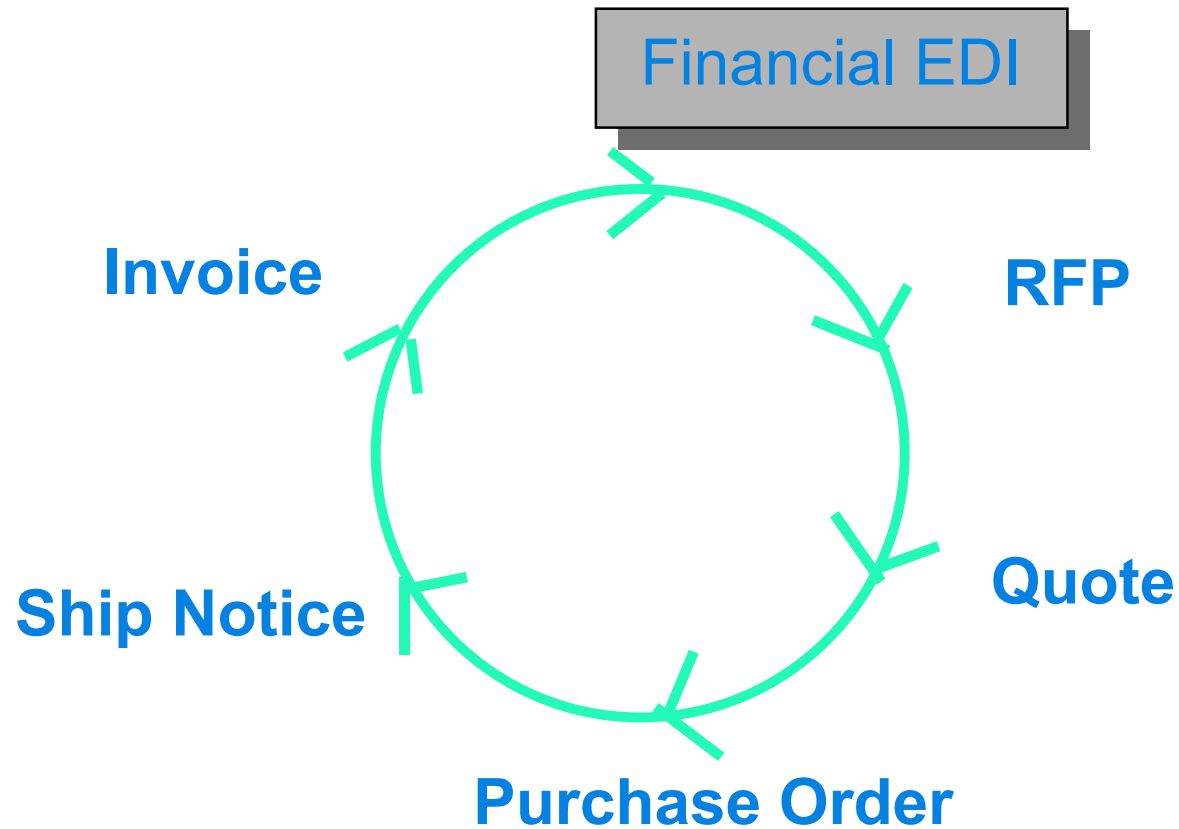 Financial EDI
RFP
Quote
Purchase Order
Ship Notice
Invoice